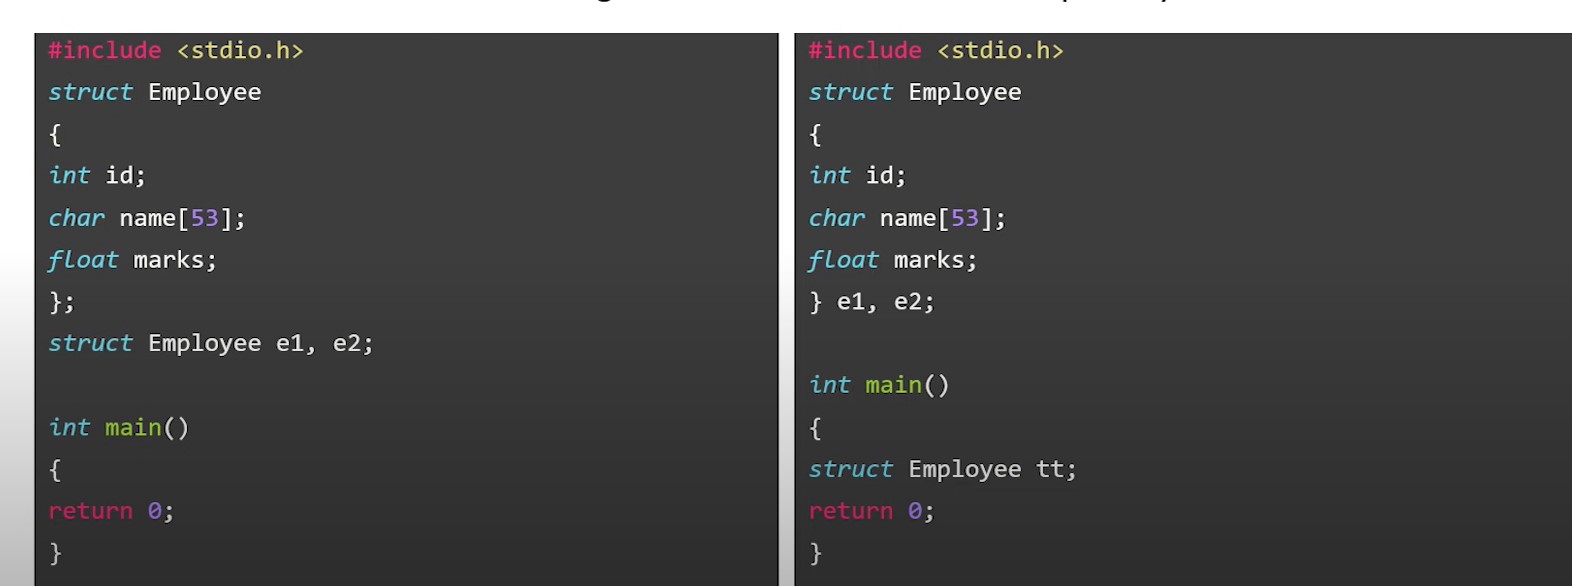 #include <stdio.h>
struct Employee
{
int id;
char name[53];
float marks;
};
struct Employee e1, e2;
int main()
{
return 0;
}
#include <stdio.h>
struct Employee
{
int id;
char name[53];
float marks;
} e1, e2;
int main()
{
struct Employee tt;
return 0;
}